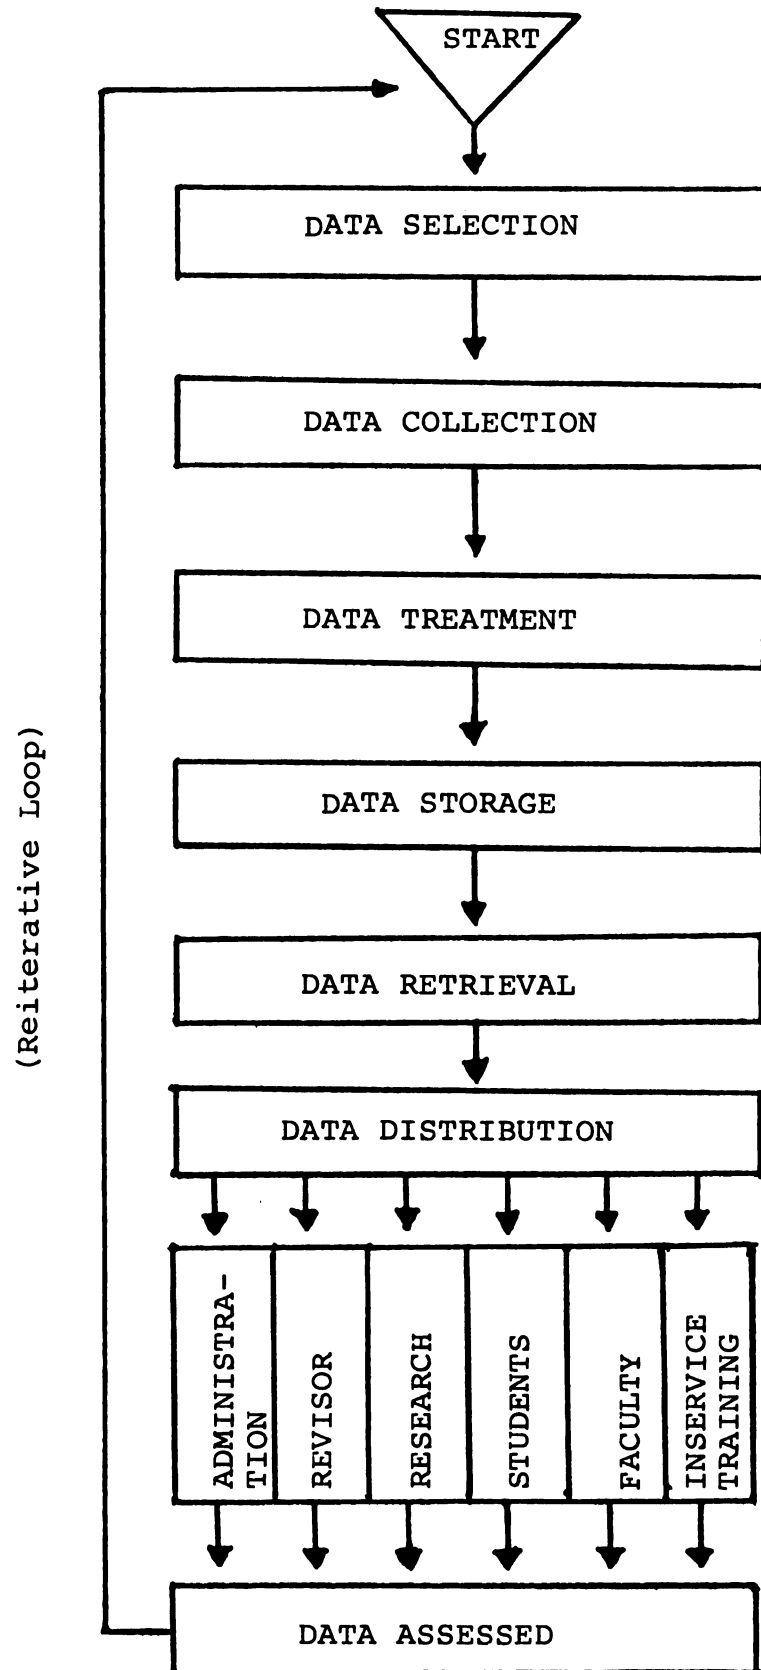 START
DATA SELECTION
DATA COLLECTION
DATA TREATMENT
DATA STORAGE
(Reiterative Loop)
DATA RETRIEVAL
DATA DISTRIBUTION
ADMINISTRA-
TION
REVISOR
RESEARCH
STUDENTS
FACULTY
INSERVICE
TRAINING
DATA ASSESSED